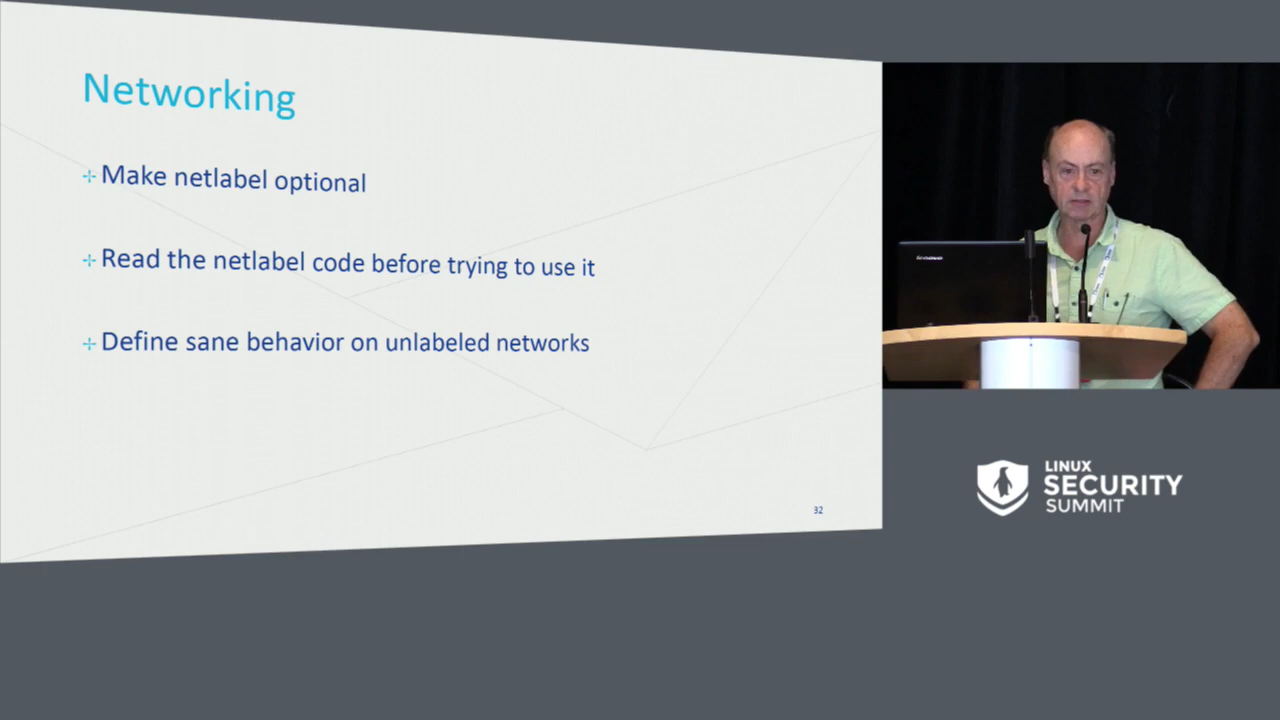 Networking
Make netlabel optional
Read the netlabel code before trying to use it
Define sane behavior on unlabeled networks
32
lenovo
LINUX
SECURITY
SUMMIT